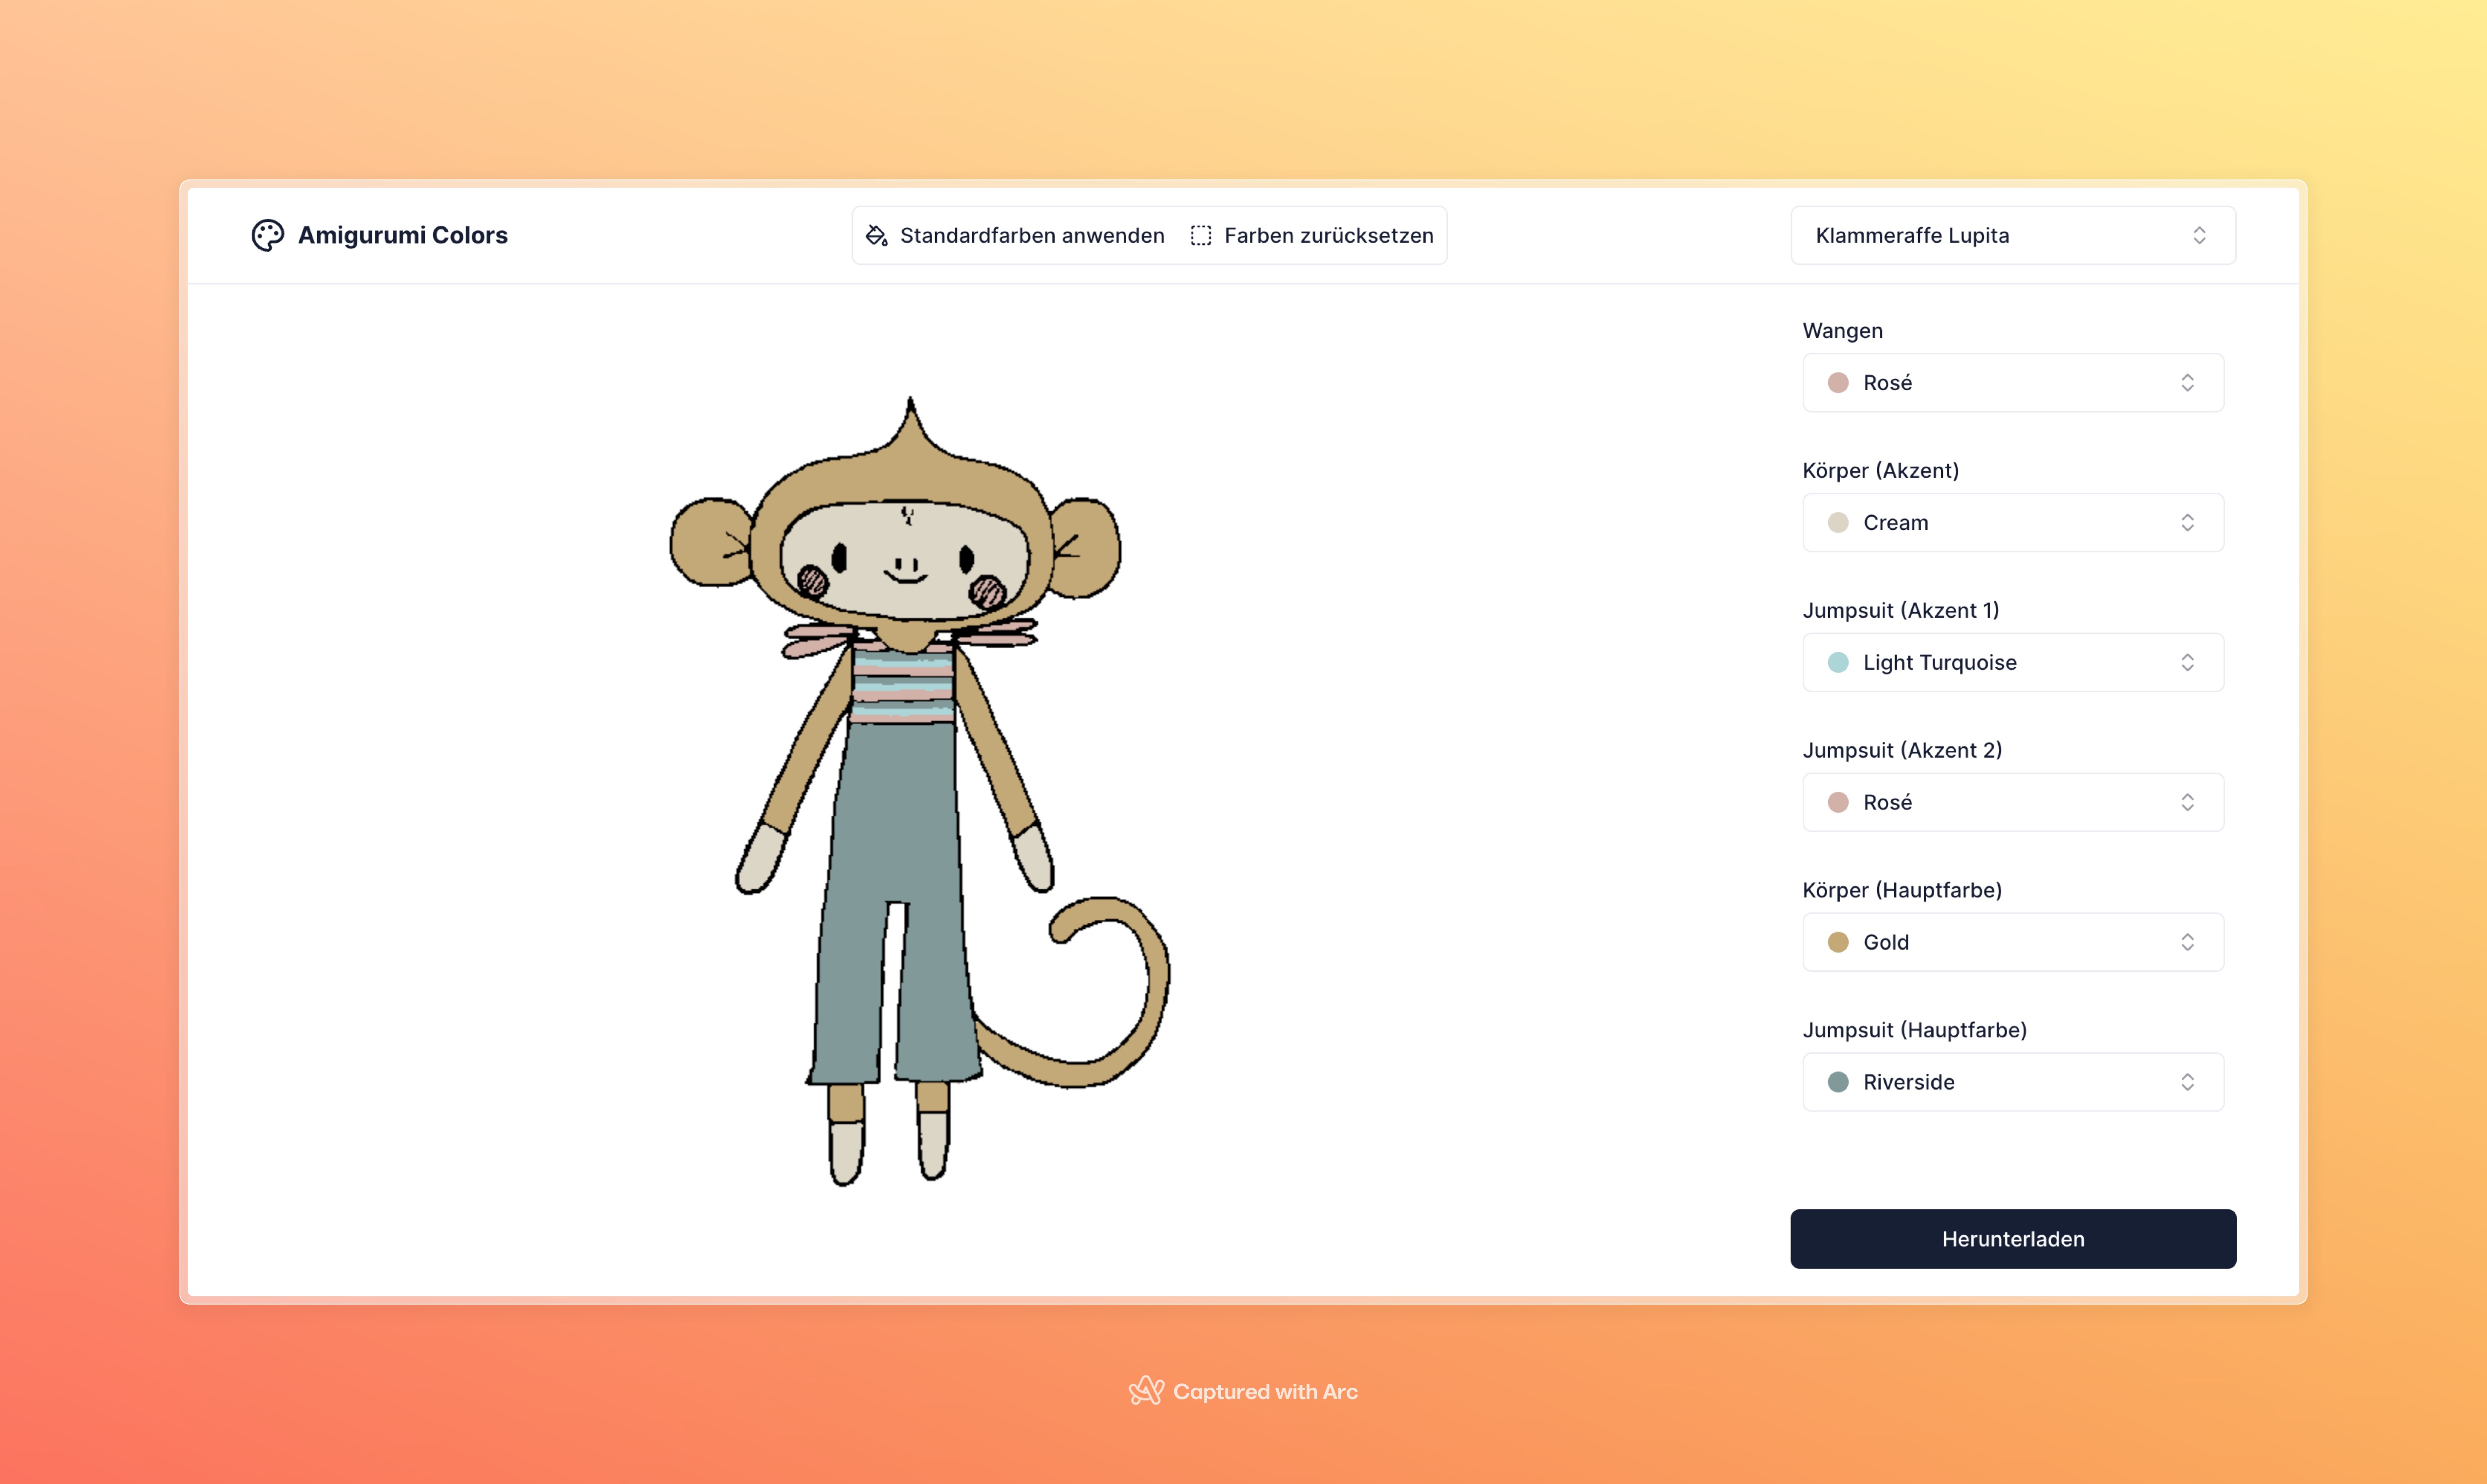 Amigurumi Colors
Standardfarben anwenden
Farben zurücksetzen
Klammeraffe Lupita
Wangen
Rosé
Körper (Akzent)
Cream
Jumpsuit (Akzent 1)
Light Turquoise
Jumpsuit (Akzent 2)
Rosé
Körper (Hauptfarbe)
Gold
Jumpsuit (Hauptfarbe)
Riverside
Herunterladen
Captured with Arc